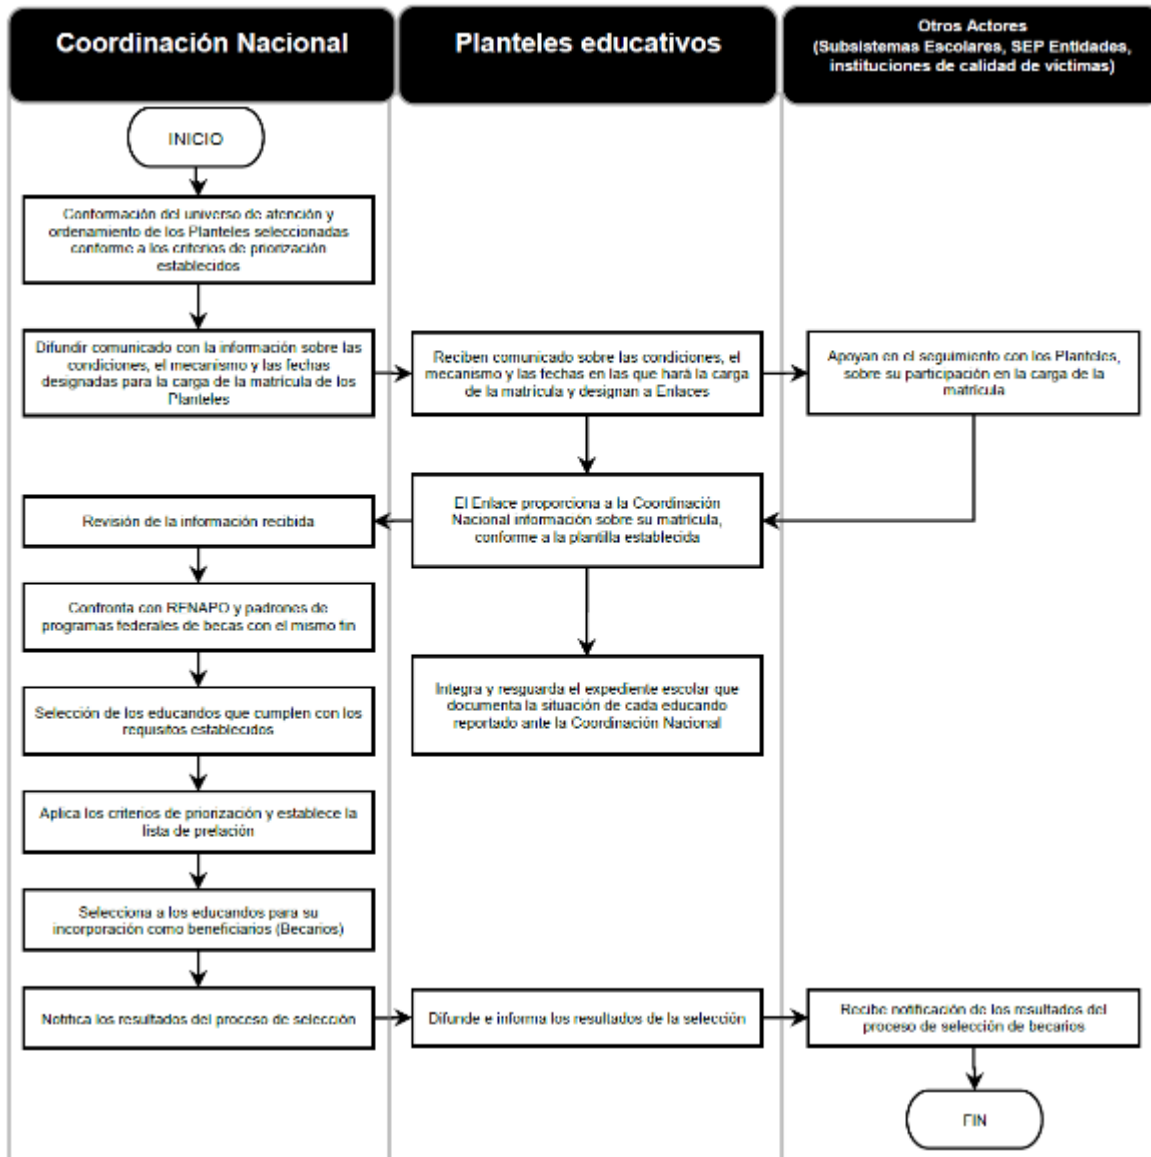 Coordinación Nacional
Planteles educativos
Otros Actores
(Subsistemas Escolares, SEP Entidades,
instituciones de calidad de víctimas)
INICIO
Conformación del universo de atención y
ordenamiento de los Planteles seleccionadas
conforme a los criterios de priorización
establecidos
Difundir comunicado con la información sobre las
condiciones, el mecanismo y las fechas
designadas para la carga de la matrícula de los
Planteles
Reciben comunicado sobre las condiciones, el
mecanismo y las fechas en las que hará la carga
de la matrícula y designan a Enlaces
Apoyan en el seguimiento con los Planteles,
sobre su participación en la carga de la
matrícula
El Enlace proporciona a la Coordinación
Nacional información sobre su matrícula,
conforme a la plantilla establecida
Revisión de la información recibida
Confronta con RENAPO y padrones de
programas federales de becas con el mismo fin
Selección de los educandos que cumplen con los
requisitos establecidos
Integra y resguarda el expediente escolar que
documenta la situación de cada educando
reportado ante la Coordinación Nacional
Aplica los criterios de priorización y establece la
lista de prelación
Selecciona a los educandos para su
incorporación como beneficiarios (Becarios)
Notifica los resultados del proceso de selección
Difunde e informa los resultados de la selección
Recibe notificación de los resultados del
proceso de selección de becarios
FIN